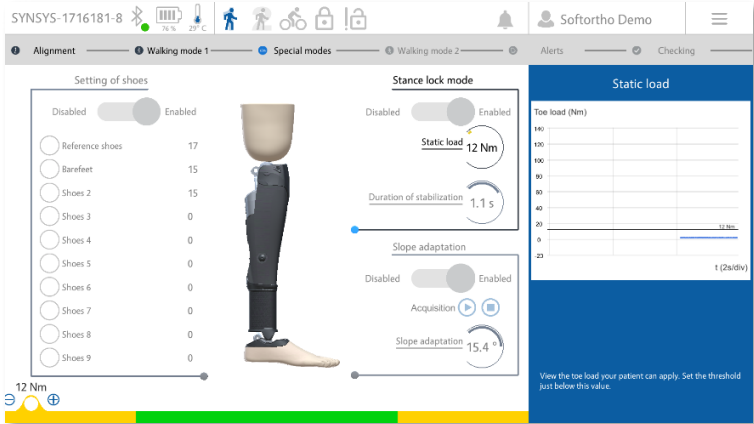 SYNSYS-1716181-8
76 %
29° C
Softortho Demo
Alignment
Walking mode 1
Special modes
Walking mode 2
Alerts
Checking
Setting of shoes
Disabled Enabled
Reference shoes 17
Barefeet 15
Shoes 2 15
Shoes 3 0
Shoes 4 0
Shoes 5 0
Shoes 6 0
Shoes 7 0
Shoes 8 0
Shoes 9 0
12 Nm
Stance lock mode
Disabled Enabled
Static load 12 Nm
Duration of stabilization 1.1 s
Slope adaptation
Disabled Enabled
Acquisition
Slope adaptation 15.4 °
Static load
Toe load (Nm)
140
120
100
80
60
40
20
0
-20
12 Nm
t (2s/div)
View the toe load your patient can apply. Set the threshold
just below this value.